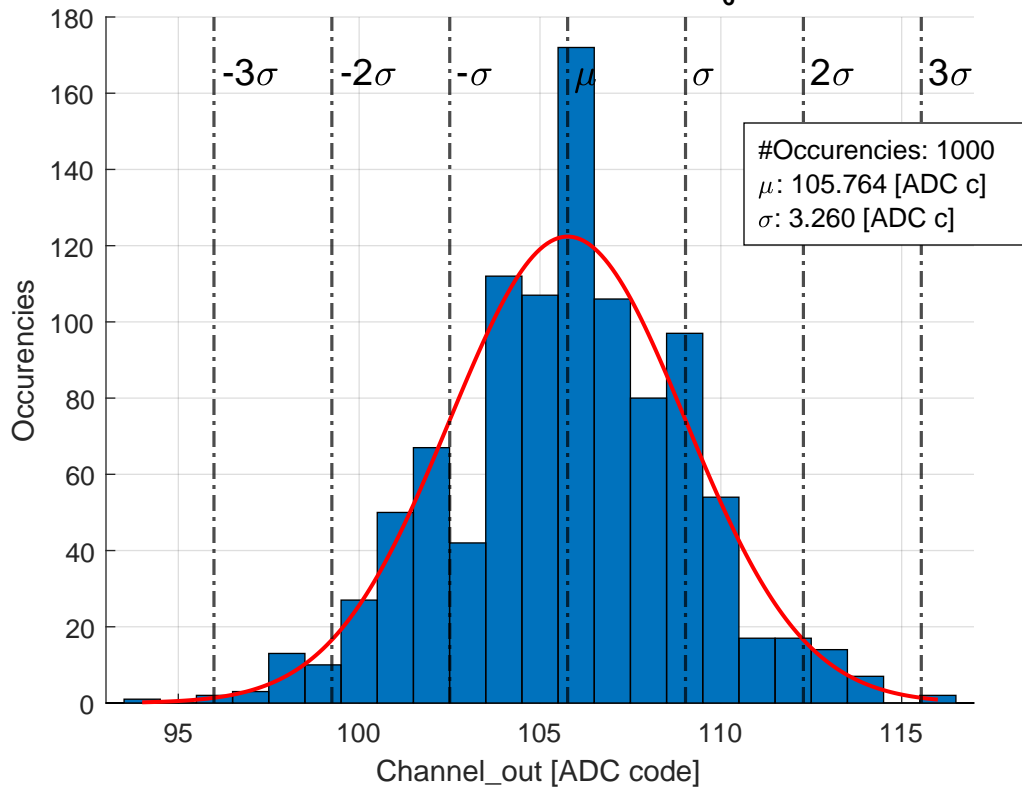 180
160
140
120
100
80
60
40
20
0
Occurencies
-3σ
-2σ
-σ
μ
σ
2σ
3σ
#Occurencies: 1000
μ: 105.764 [ADC c]
σ: 3.260 [ADC c]
95
100
105
110
115
Channel_out [ADC code]